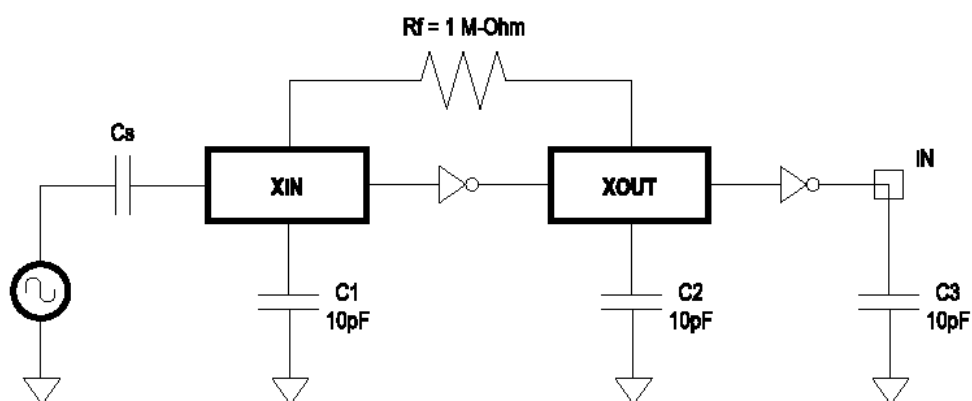 Rf = 1 M-Ohm
Cs
XIN
XOUT
IN
C1
10pF
C2
10pF
C3
10pF